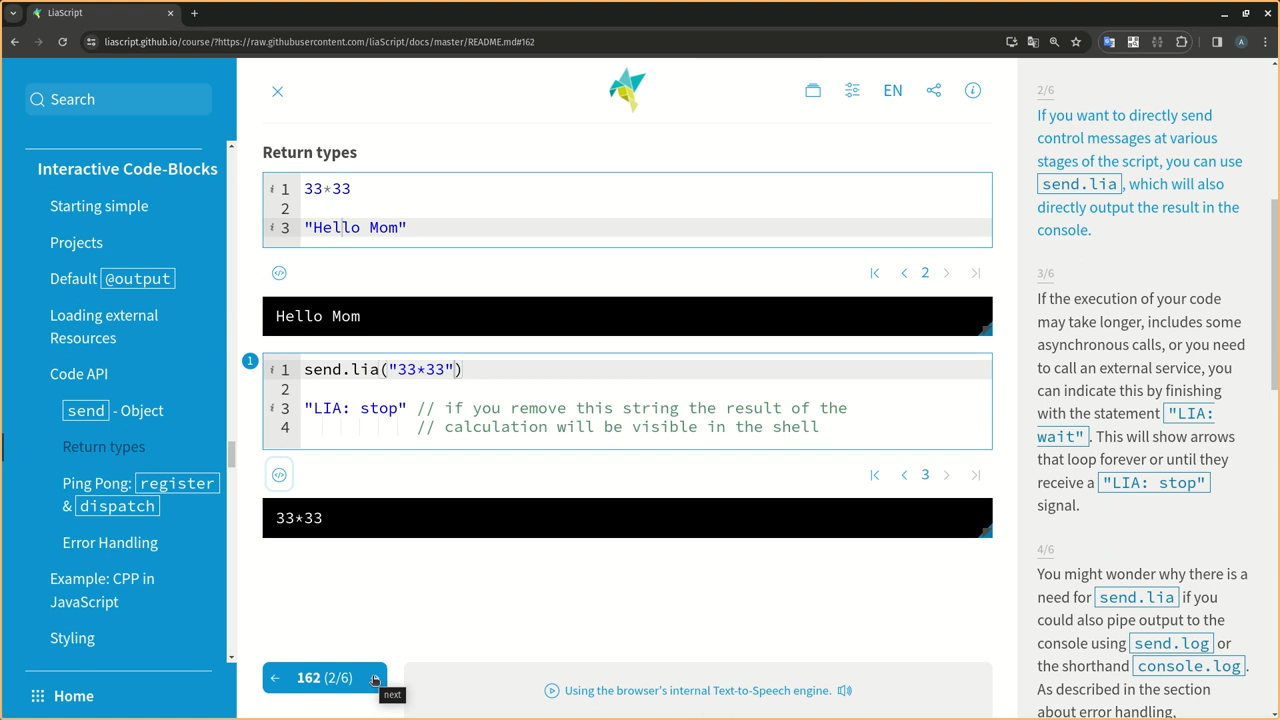 LiaScript
liascript.github.io/course/?https://raw.githubusercontent.com/liaScript/docs/master/README.md#162
A
Search
Interactive Code-Blocks
Starting simple
Projects
Default @output
Loading external
Resources
Code API
send - Object
Return types
Ping Pong: register
& dispatch
Error Handling
Example: CPP in
JavaScript
Styling
Home
EN
Return types
1 33*33
2
3 "Hello Mom"
2
Hello Mom
1
1 send.lia("33*33")
2
3 "LIA: stop" // if you remove this string the result of the
4 // calculation will be visible in the shell
3
33*33
162 (2/6)
next
Using the browser's internal Text-to-Speech engine.
2/6
If you want to directly send
control messages at various
stages of the script, you can use
send.lia, which will also
directly output the result in the
console.
3/6
If the execution of your code
may take longer, includes some
asynchronous calls, or you need
to call an external service, you
can indicate this by finishing
with the statement "LIA:
wait". This will show arrows
that loop forever or until they
receive a "LIA: stop"
signal.
4/6
You might wonder why there is a
need for send.lia if you
could also pipe output to the
console using send.log or
the shorthand console.log.
As described in the section
about error handling,